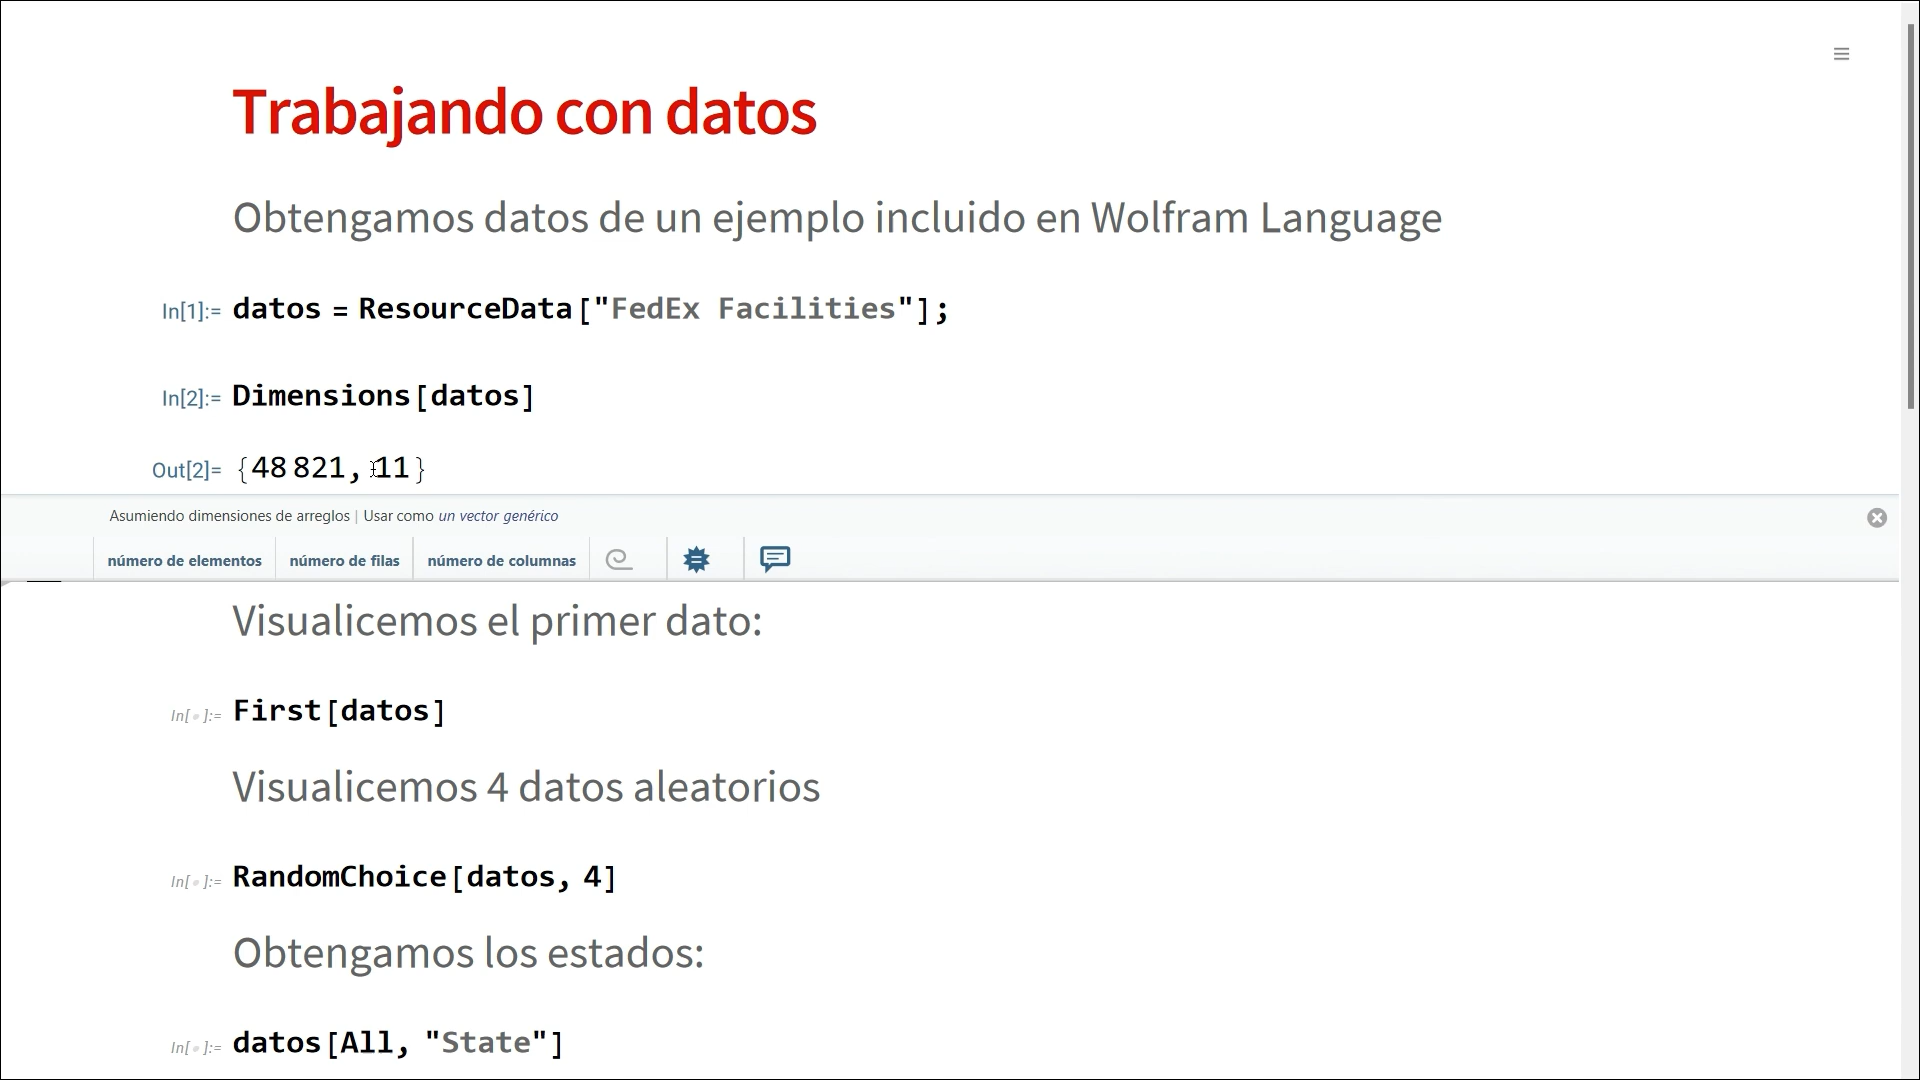 Trabajando con datos
Obtengamos datos de un ejemplo incluido en Wolfram Language
In[1]:= datos = ResourceData["FedEx Facilities"];
In[2]:= Dimensions[datos]
Out[2]= {48 821, 11}
Asumiendo dimensiones de arreglos | Usar como un vector genérico
número de elementos número de filas número de columnas
Visualicemos el primer dato:
In[ ]:= First[datos]
Visualicemos 4 datos aleatorios
In[ ]:= RandomChoice[datos, 4]
Obtengamos los estados:
In[ ]:= datos[All, "State"]